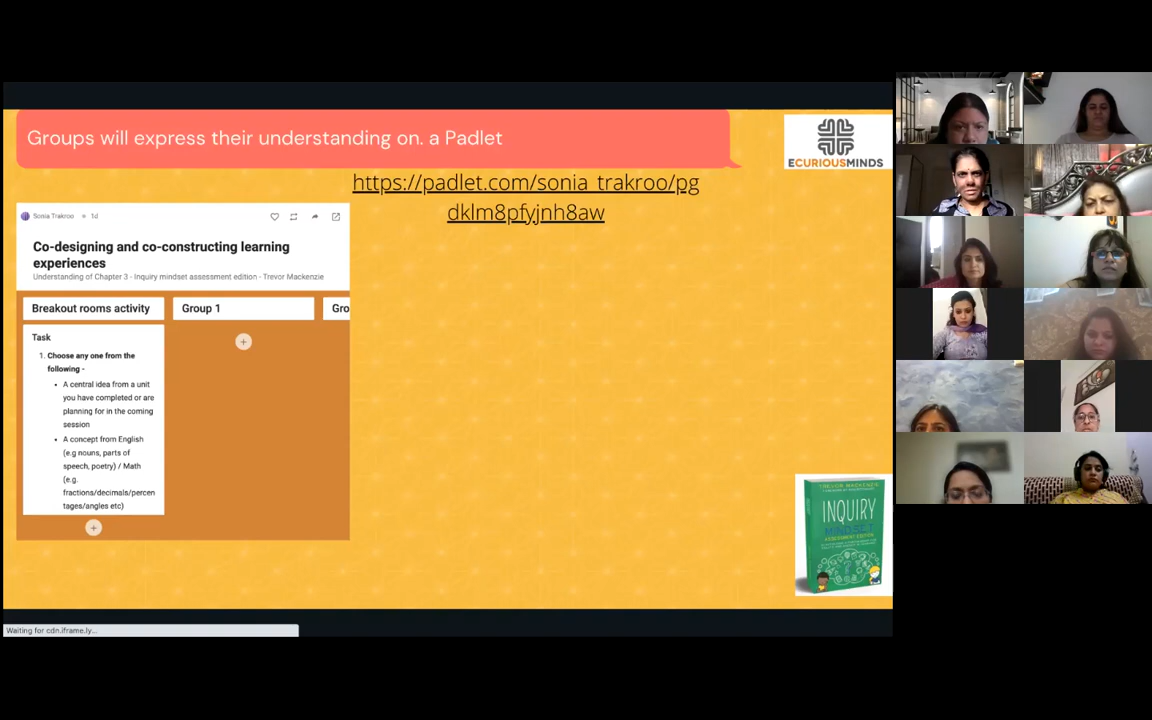 Groups will express their understanding on. a Padlet
ECURIOUSMINDS
https://padlet.com/sonia_trakroo/pg
dklm8pfyjnh8aw
Sonia Trakroo • 1d
Co-designing and co-constructing learning
experiences
Understanding of Chapter 3 - Inquiry mindset assessment edition - Trevor Mackenzie
Breakout rooms activity
Group 1
Gro
Task
1. Choose any one from the
following -
• A central idea from a unit
you have completed or are
planning for in the coming
session
• A concept from English
(e.g nouns, parts of
speech, poetry) / Math
(e.g.
fractions/decimals/percen
tages/angles etc)
TREVOR MACKENZIE
INQUIRY
MINDSET
ASSESSMENT EDITION
Waiting for cdn.iframe.ly...